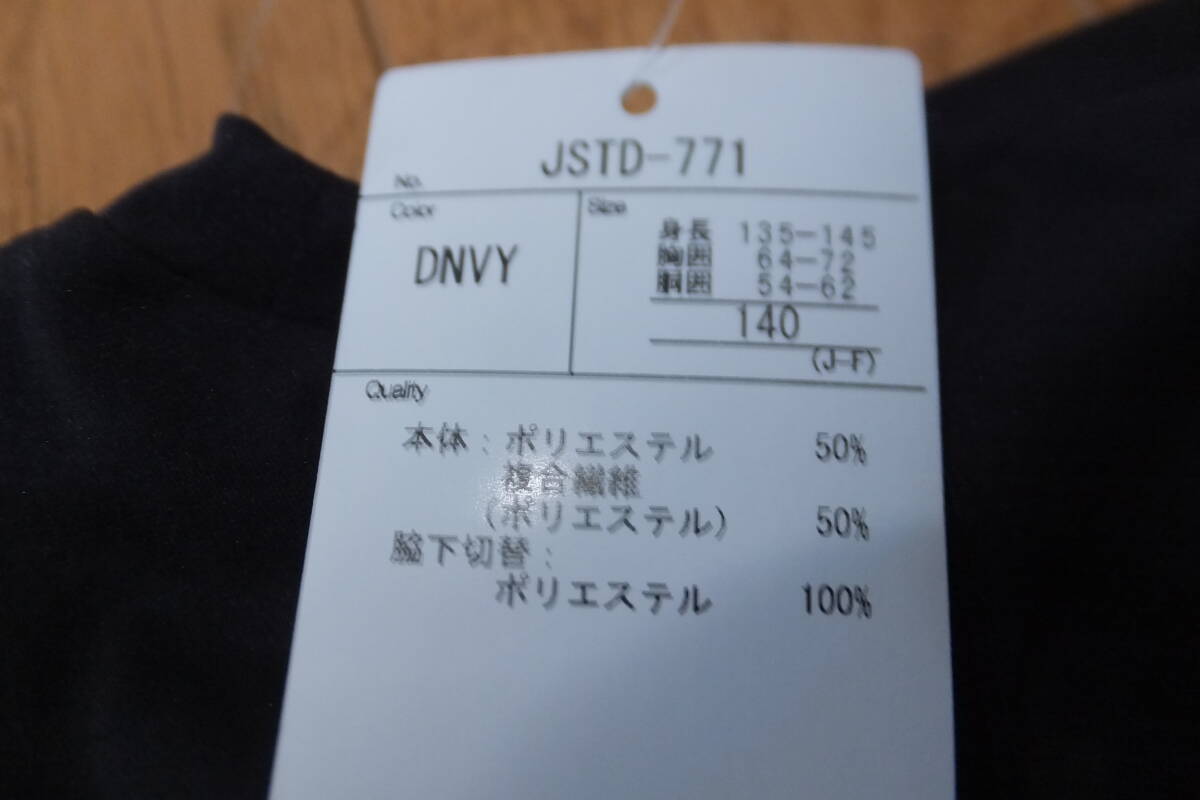 No. JSTD-771
Color
DNVY
Size
身長 135-145
胸囲 64-72
胴囲 54-62
140
(J-F)
Quality
本体：ポリエステル 50%
複合繊維
(ポリエステル) 50%
脇下切替：
ポリエステル 100%